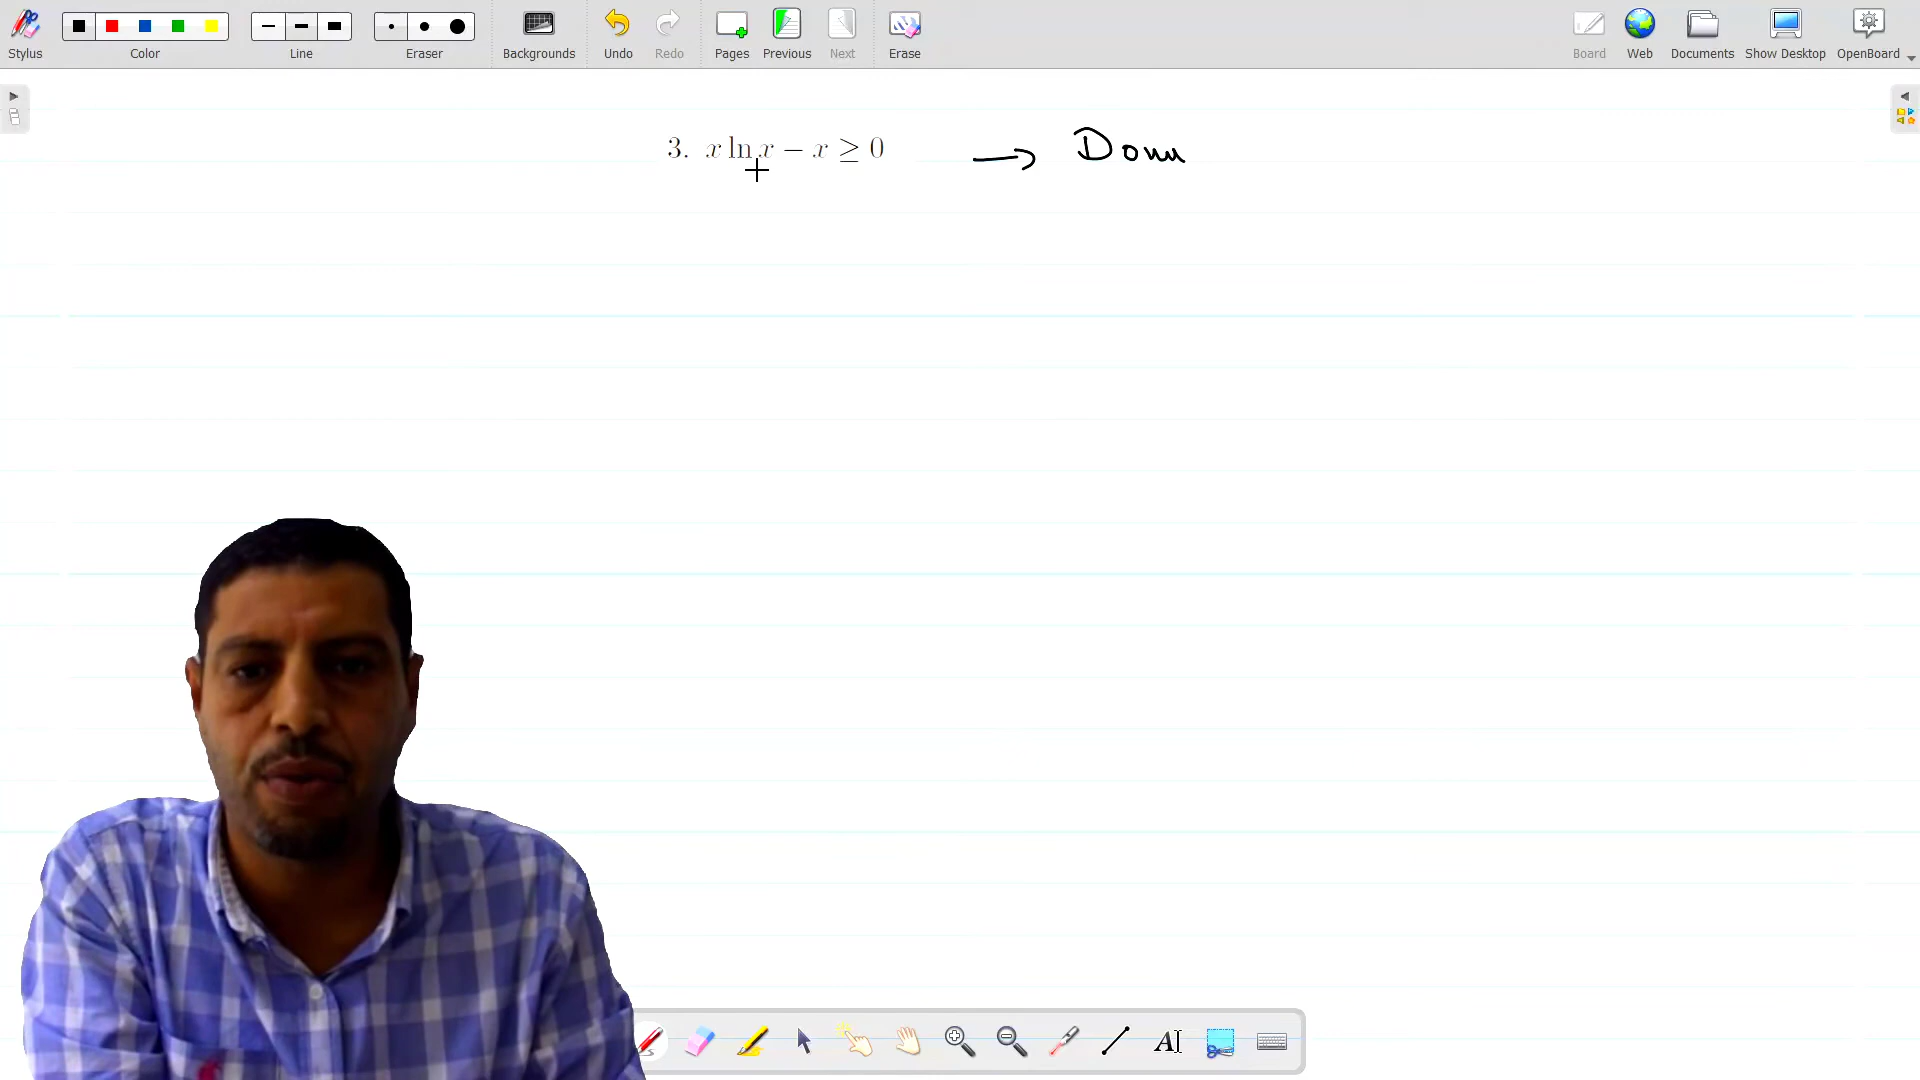 Stylus
Color
Line
Eraser
Backgrounds
Undo
Redo
Pages
Previous
Next
Erase
Board
Web
Documents
Show Desktop
OpenBoard
3. x ln x − x ≥ 0 → Dom